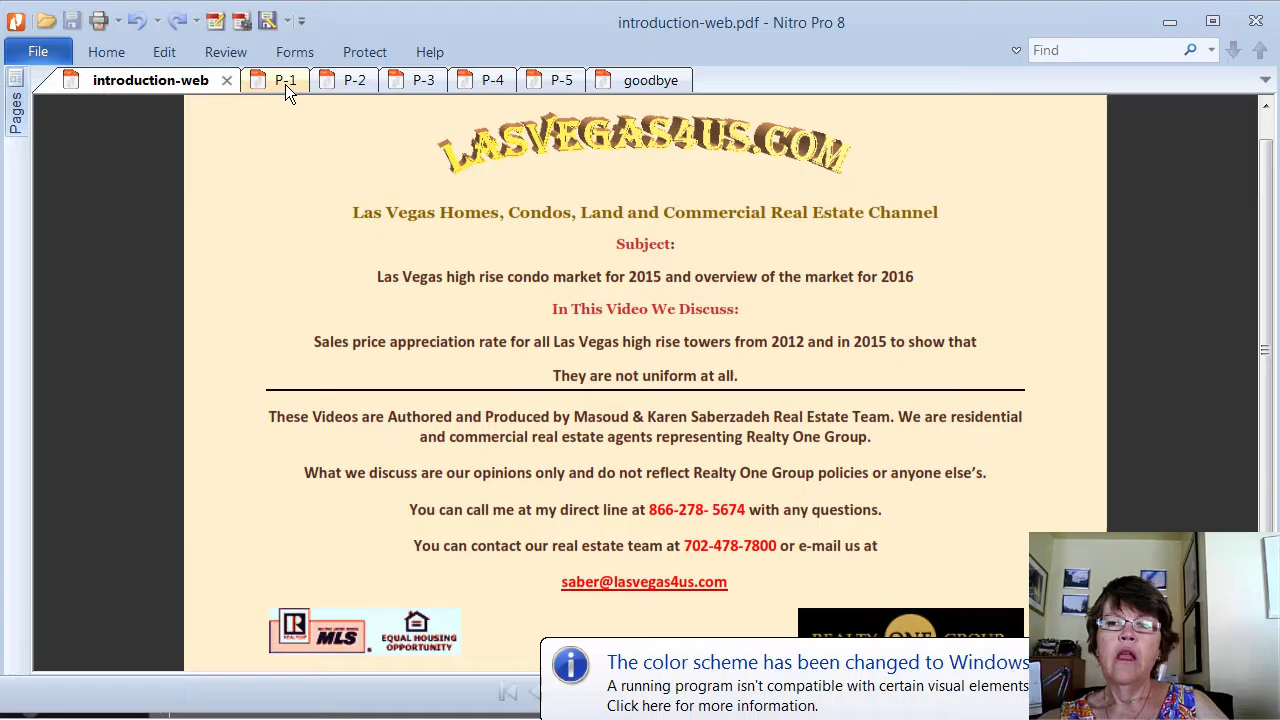 introduction-web.pdf - Nitro Pro 8
File Home Edit Review Forms Protect Help Find
introduction-web P-1 P-2 P-3 P-4 P-5 goodbye
Pages
LASVEGAS4US.COM
Las Vegas Homes, Condos, Land and Commercial Real Estate Channel
Subject:
Las Vegas high rise condo market for 2015 and overview of the market for 2016
In This Video We Discuss:
Sales price appreciation rate for all Las Vegas high rise towers from 2012 and in 2015 to show that
They are not uniform at all.
These Videos are Authored and Produced by Masoud & Karen Saberzadeh Real Estate Team. We are residential
and commercial real estate agents representing Realty One Group.
What we discuss are our opinions only and do not reflect Realty One Group policies or anyone else's.
You can call me at my direct line at 866-278- 5674 with any questions.
You can contact our real estate team at 702-478-7800 or e-mail us at
saber@lasvegas4us.com
R MLS
REALTOR
EQUAL HOUSING
OPPORTUNITY
REALTY ONE GROUP
The color scheme has been changed to Windows
A running program isn't compatible with certain visual elements
Click here for more information.